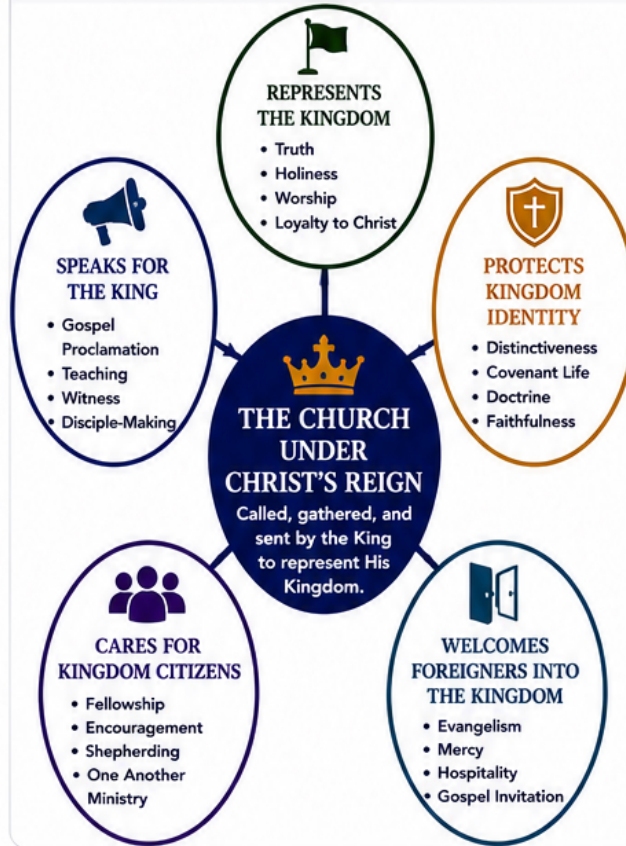 REPRESENTS
THE KINGDOM
• Truth
• Holiness
• Worship
• Loyalty to Christ
SPEAKS FOR
THE KING
• Gospel
Proclamation
• Teaching
• Witness
• Disciple-Making
PROTECTS
KINGDOM
IDENTITY
• Distinctiveness
• Covenant Life
• Doctrine
• Faithfulness
THE CHURCH
UNDER
CHRIST'S REIGN
Called, gathered, and
sent by the King
to represent His
Kingdom.
CARES FOR
KINGDOM CITIZENS
• Fellowship
• Encouragement
• Shepherding
• One Another
Ministry
WELCOMES
FOREIGNERS INTO
THE KINGDOM
• Evangelism
• Mercy
• Hospitality
• Gospel Invitation